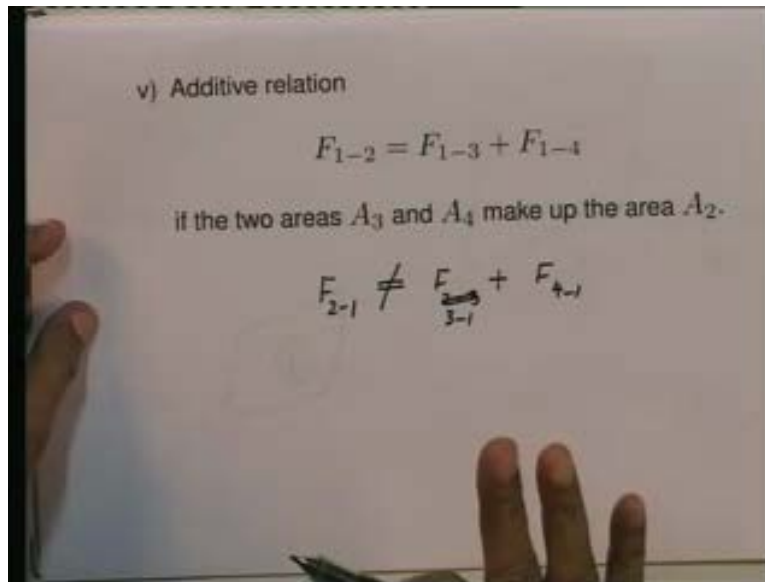 v) Additive relation
F₁₋₂ = F₁₋₃ + F₁₋₄
if the two areas A₃ and A₄ make up the area A₂.
F₂₋₁ ≠ F₃₋₁ + F₄₋₁